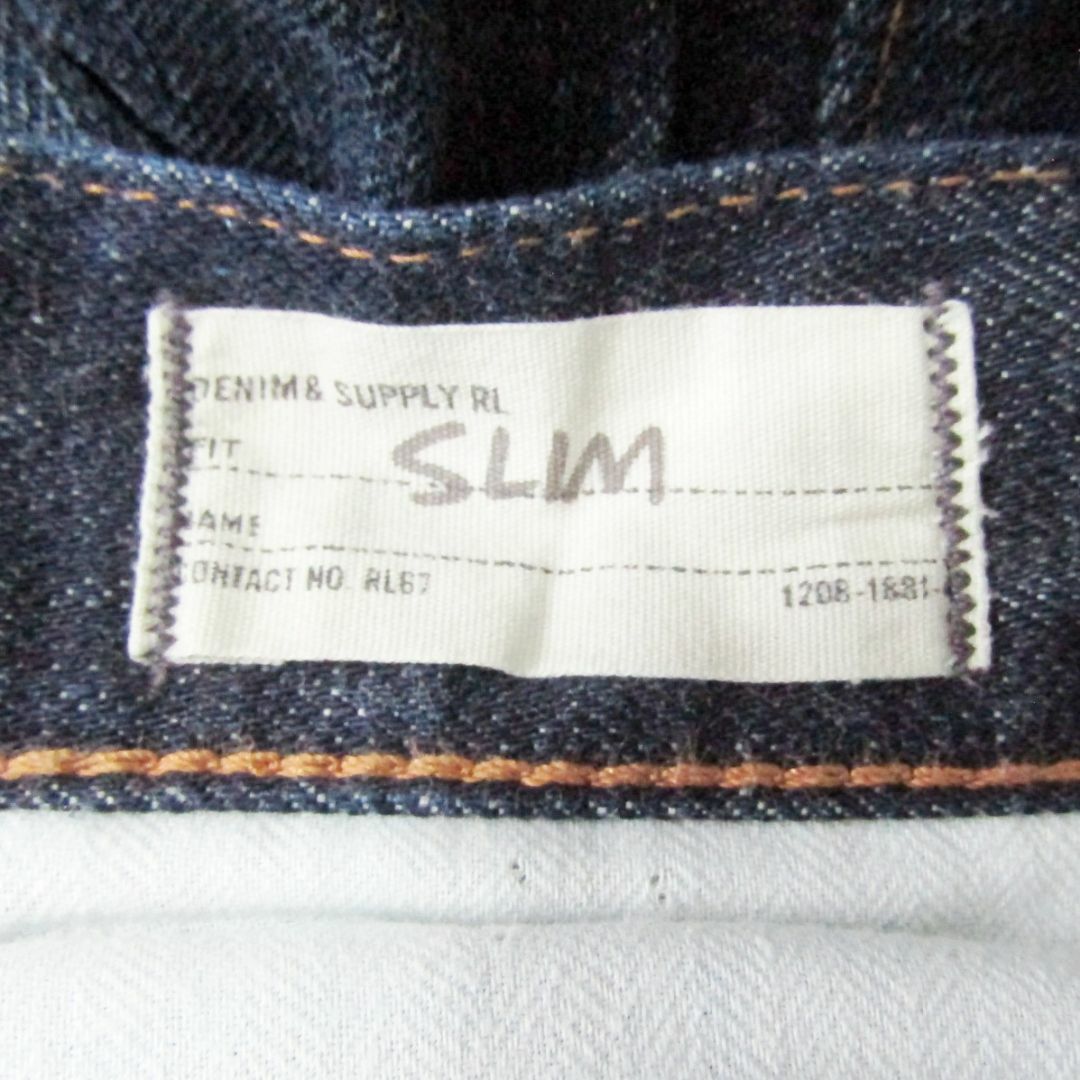 DENIM & SUPPLY RL
FIT SLIM
NAME
CONTACT NO. RL67 1208-1881-